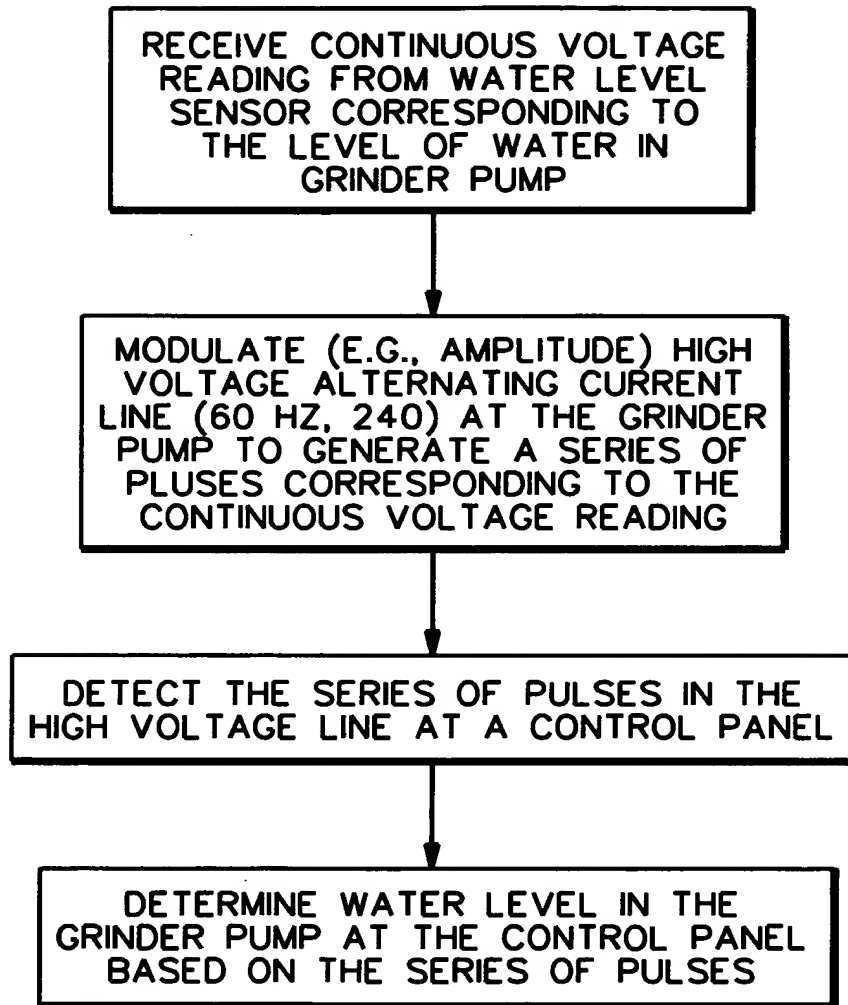 RECEIVE CONTINUOUS VOLTAGE
READING FROM WATER LEVEL
SENSOR CORRESPONDING TO
THE LEVEL OF WATER IN
GRINDER PUMP
MODULATE (E.G., AMPLITUDE) HIGH
VOLTAGE ALTERNATING CURRENT
LINE (60 HZ, 240) AT THE GRINDER
PUMP TO GENERATE A SERIES OF
PLUSES CORRESPONDING TO THE
CONTINUOUS VOLTAGE READING
DETECT THE SERIES OF PULSES IN THE
HIGH VOLTAGE LINE AT A CONTROL PANEL
DETERMINE WATER LEVEL IN THE
GRINDER PUMP AT THE CONTROL PANEL
BASED ON THE SERIES OF PULSES